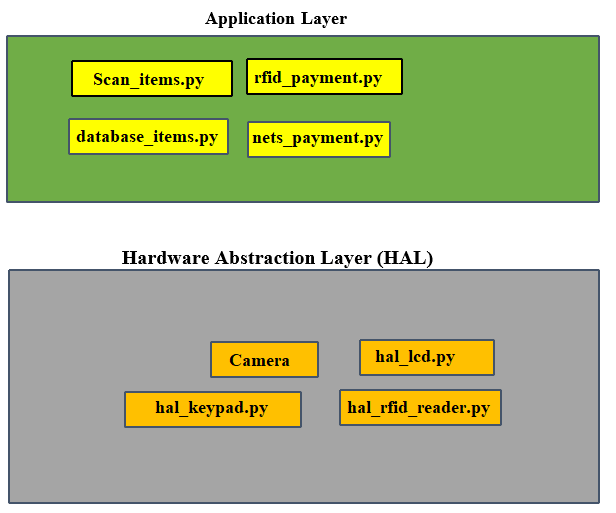 Application Layer
Scan_items.py
rfid_payment.py
database_items.py
nets_payment.py
Hardware Abstraction Layer (HAL)
Camera
hal_lcd.py
hal_keypad.py
hal_rfid_reader.py